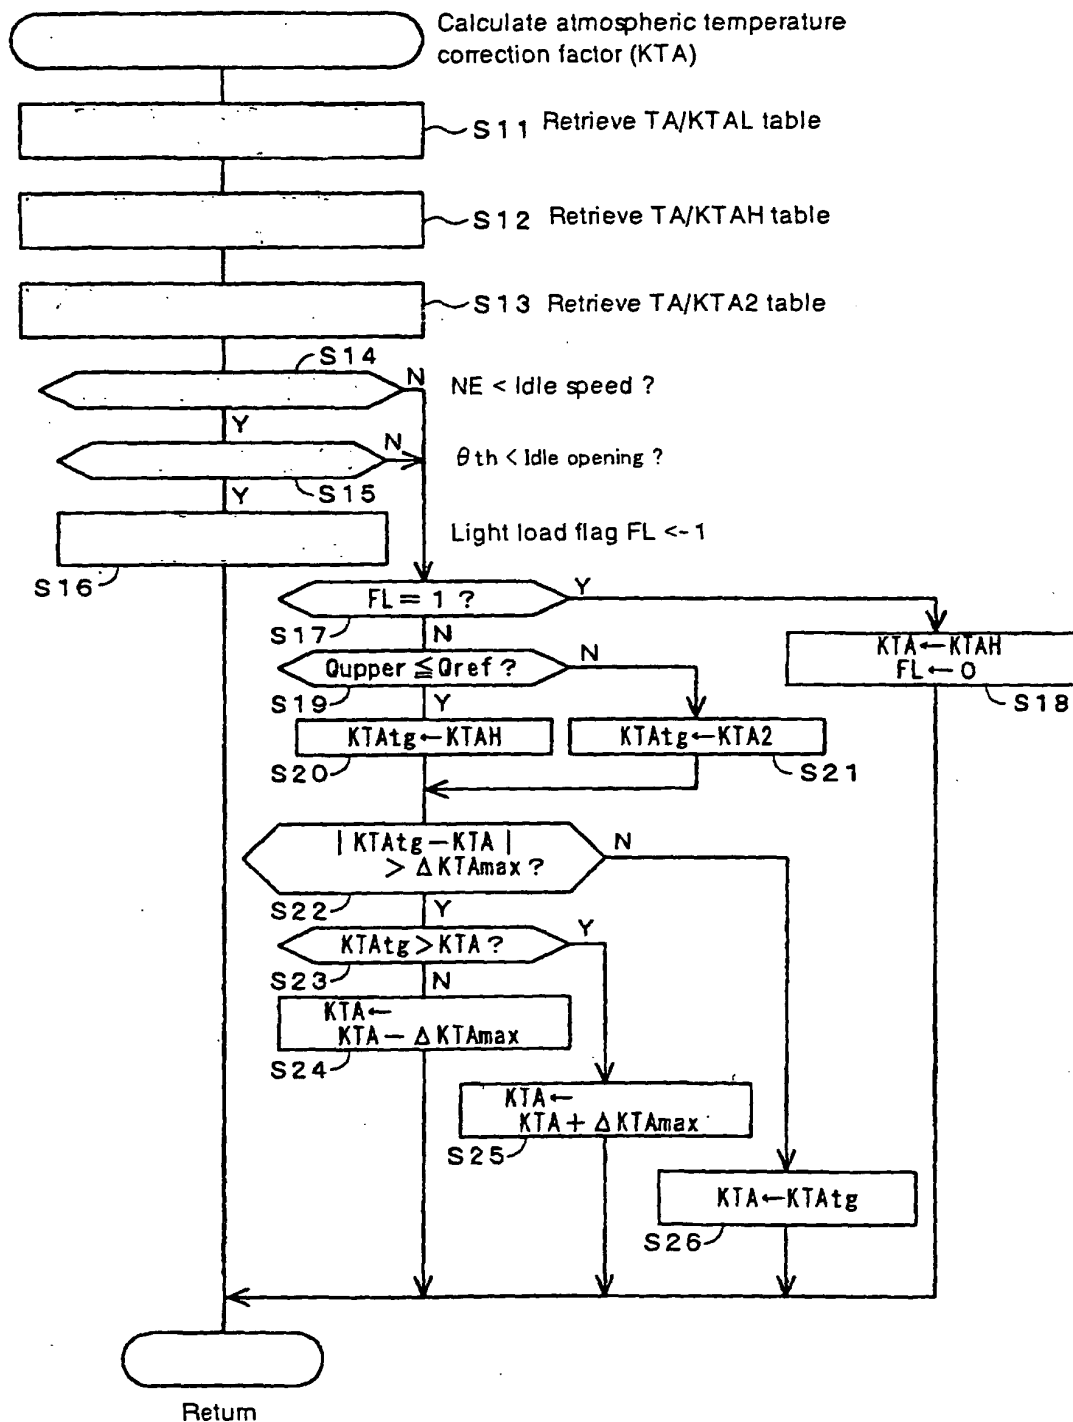 Calculate atmospheric temperature
correction factor (KTA)
S11 Retrieve TA/KTAL table
S12 Retrieve TA/KTAH table
S13 Retrieve TA/KTA2 table
S14
N
NE < Idle speed ?
Y
N
θth < Idle opening ?
Y
S15
Light load flag FL <- 1
S16
FL = 1 ?
Y
S17
N
KTA←KTAH
FL←0
S18
Qupper ≦ Qref ?
N
S19
Y
KTAtg←KTAH
KTAtg←KTA2
S20
S21
| KTAtg－KTA |
> ΔKTAmax ?
N
S22
Y
KTAtg > KTA ?
Y
S23
N
KTA←
KTA－ ΔKTAmax
S24
KTA←
KTA＋ ΔKTAmax
S25
KTA←KTAtg
S26
Return